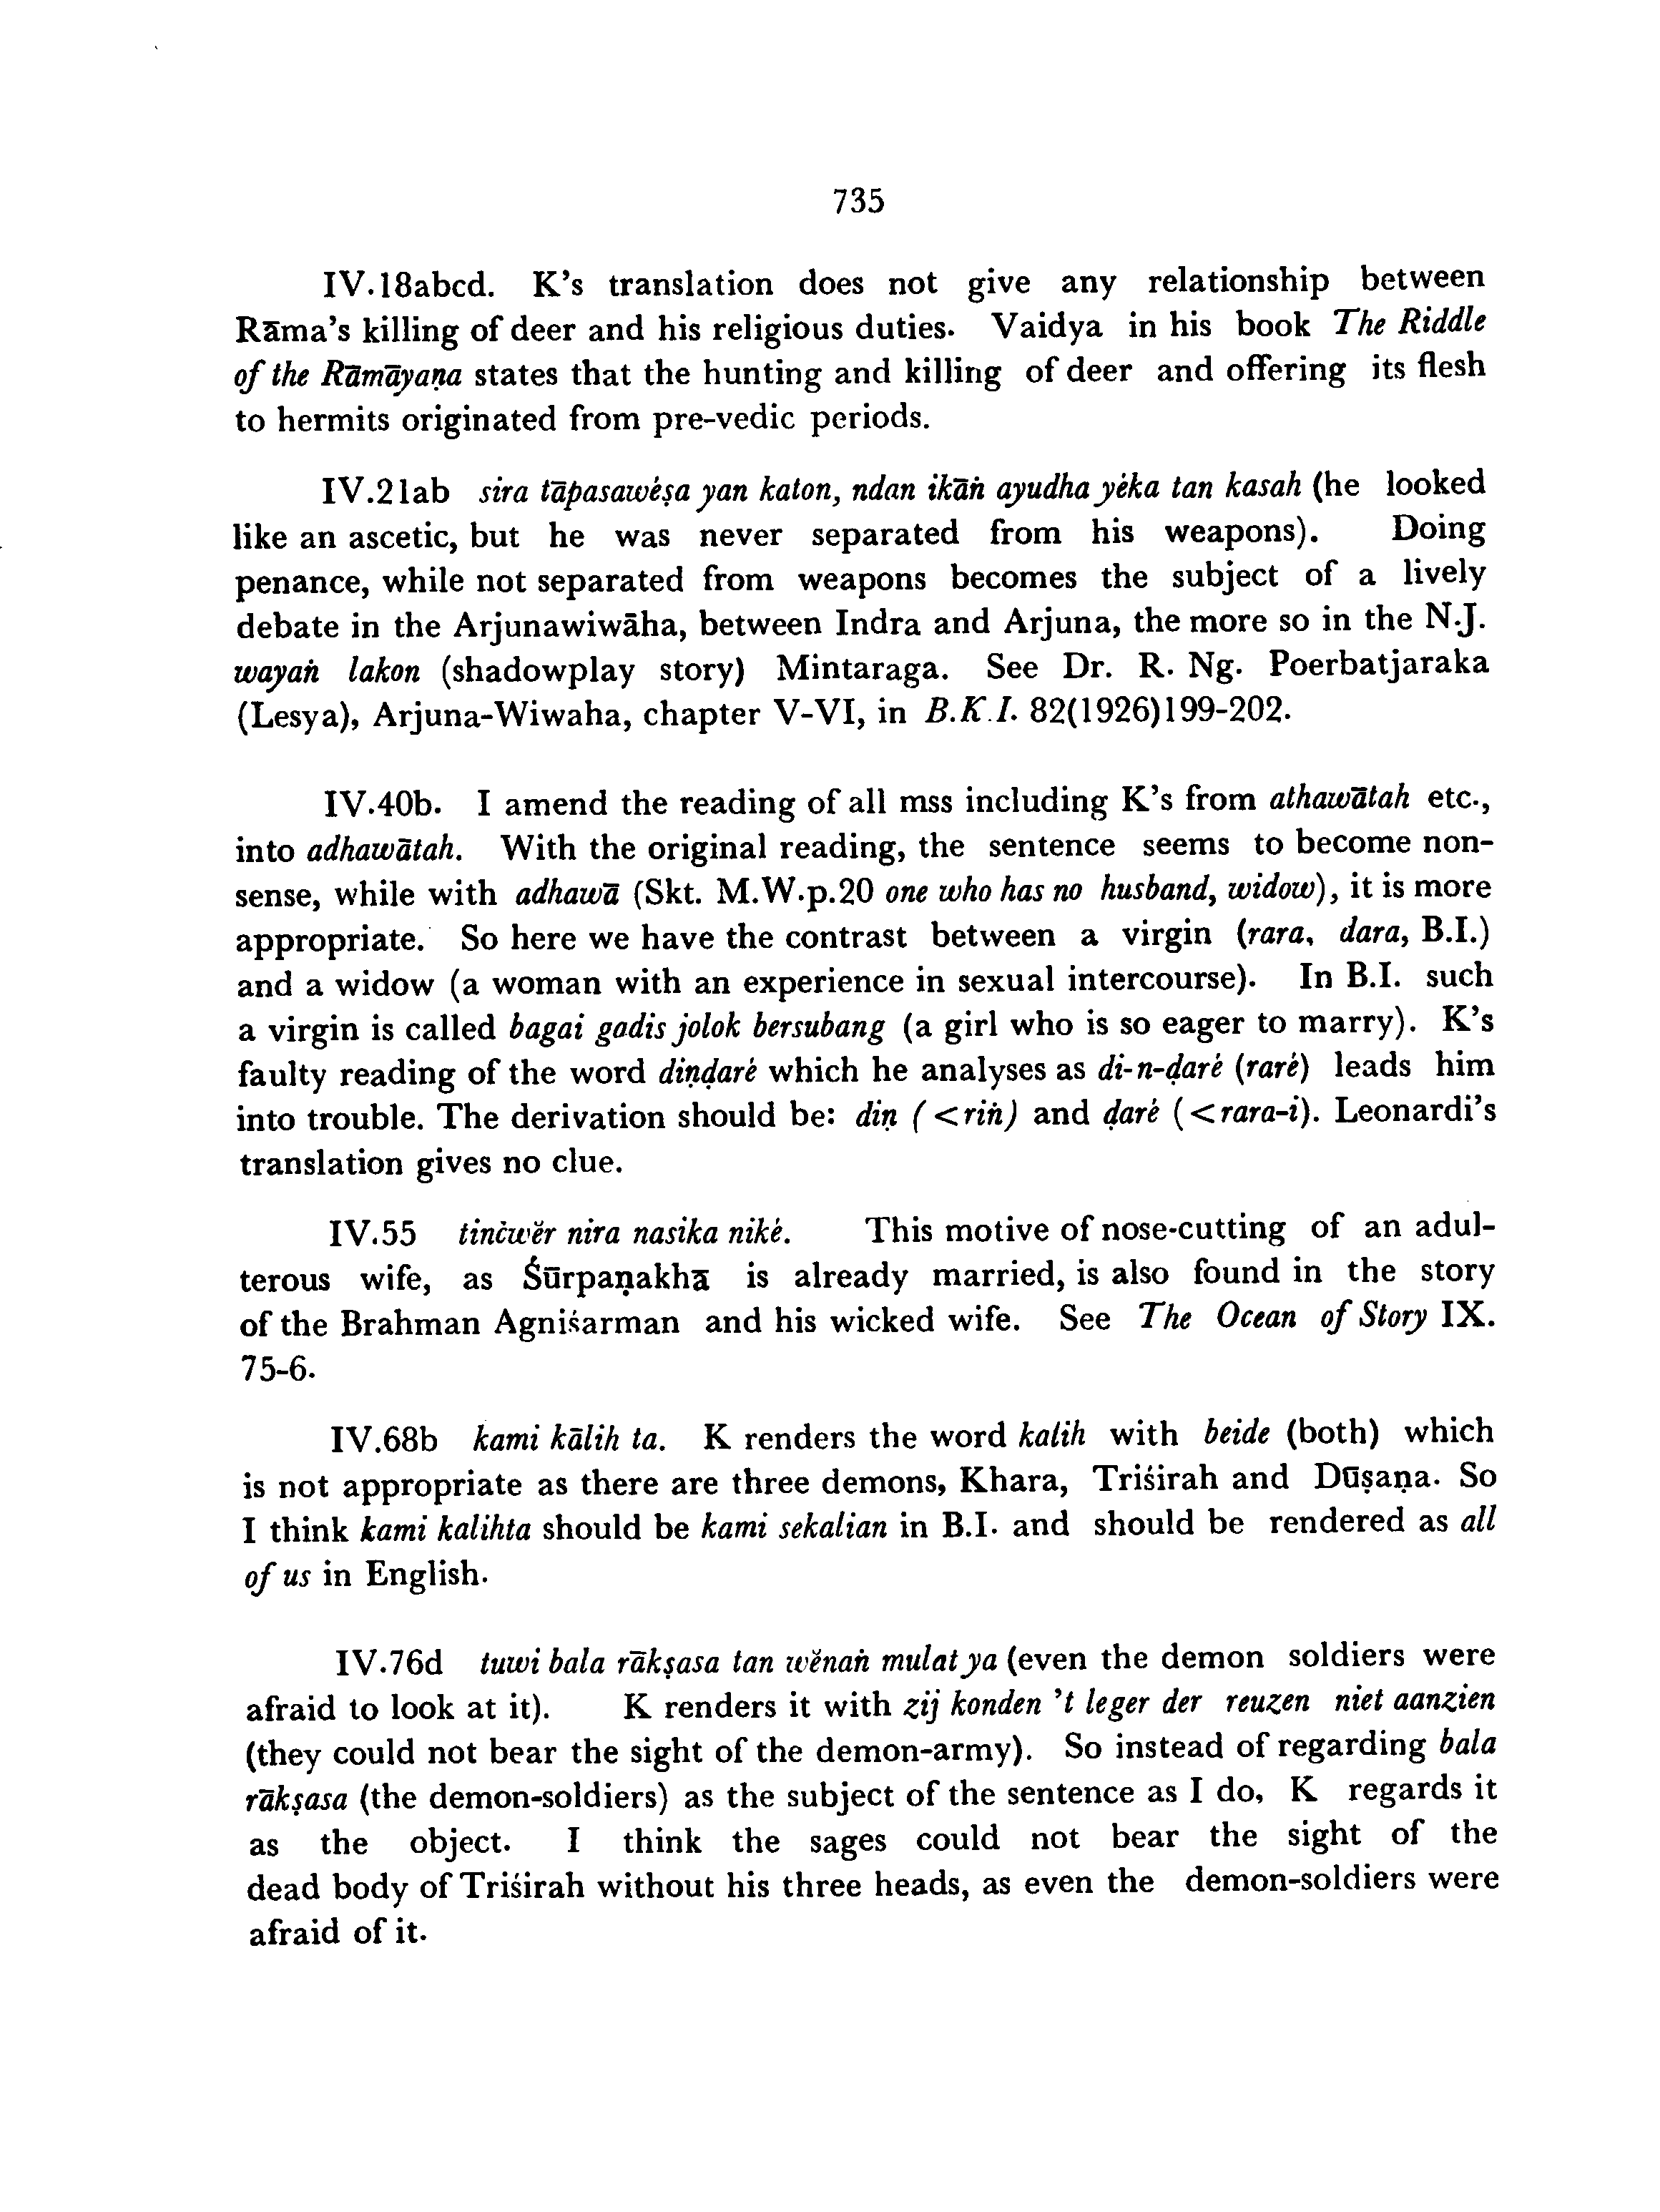 735
IV.18abcd. K's translation does not give any relationship between
Rāma's killing of deer and his religious duties. Vaidya in his book The Riddle
of the Rāmāyaṇa states that the hunting and killing of deer and offering its flesh
to hermits originated from pre-vedic periods.
IV.21ab sira tāpasawéṣa yan katon, ndan ikāṅ ayudha yéka tan kasah (he looked
like an ascetic, but he was never separated from his weapons). Doing
penance, while not separated from weapons becomes the subject of a lively
debate in the Arjunawiwāha, between Indra and Arjuna, the more so in the N.J.
wayaṅ lakon (shadowplay story) Mintaraga. See Dr. R. Ng. Poerbatjaraka
(Lesya), Arjuna-Wiwaha, chapter V-VI, in B.K.I. 82(1926)199-202.
IV.40b. I amend the reading of all mss including K's from athawātah etc.,
into adhawātah. With the original reading, the sentence seems to become non-
sense, while with adhawā (Skt. M.W.p.20 one who has no husband, widow), it is more
appropriate. So here we have the contrast between a virgin (rara, dara, B.I.)
and a widow (a woman with an experience in sexual intercourse). In B.I. such
a virgin is called bagai gadis jolok bersubang (a girl who is so eager to marry). K's
faulty reading of the word diṇḍaré which he analyses as di-n-ḍaré (raré) leads him
into trouble. The derivation should be: diṇ (<riṅ) and ḍaré (<rara-i). Leonardi's
translation gives no clue.
IV.55 tinĉwĕr nira nasika niké. This motive of nose-cutting of an adul-
terous wife, as Śūrpaṇakhā is already married, is also found in the story
of the Brahman Agniśarman and his wicked wife. See The Ocean of Story IX.
75-6.
IV.68b kami kālih ta. K renders the word kalih with beide (both) which
is not appropriate as there are three demons, Khara, Triśirah and Dūṣaṇa. So
I think kami kalihta should be kami sekalian in B.I. and should be rendered as all
of us in English.
IV.76d tuwi bala rākṣasa tan wĕnaṅ mulat ya (even the demon soldiers were
afraid to look at it). K renders it with zij konden 't leger der reuzen niet aanzien
(they could not bear the sight of the demon-army). So instead of regarding bala
rākṣasa (the demon-soldiers) as the subject of the sentence as I do, K regards it
as the object. I think the sages could not bear the sight of the
dead body of Triśirah without his three heads, as even the demon-soldiers were
afraid of it.